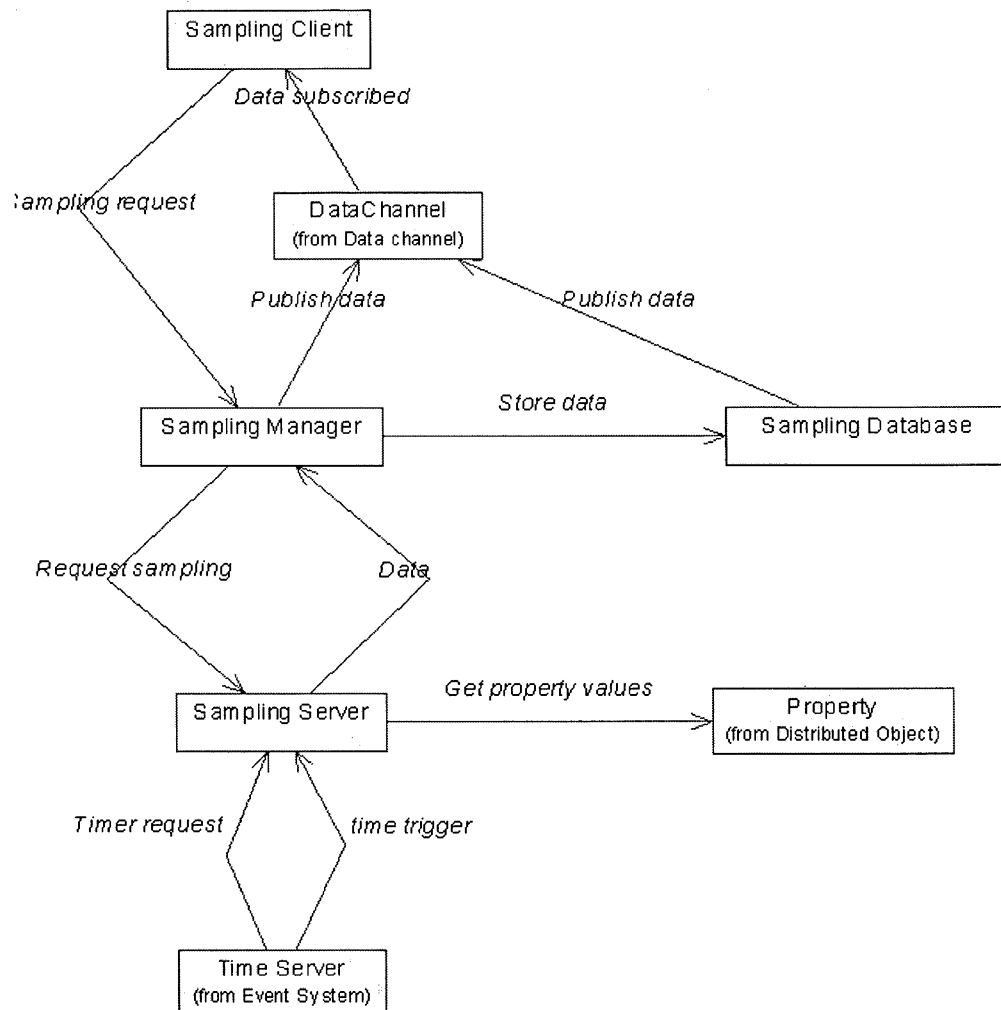 Sampling Client
Data subscribed
Sampling request
DataChannel
(from Data channel)
Publish data
Publish data
Store data
Sampling Manager
Sampling Database
Request sampling
Data
Get property values
Sampling Server
Property
(from Distributed Object)
Timer request
time trigger
Time Server
(from Event System)